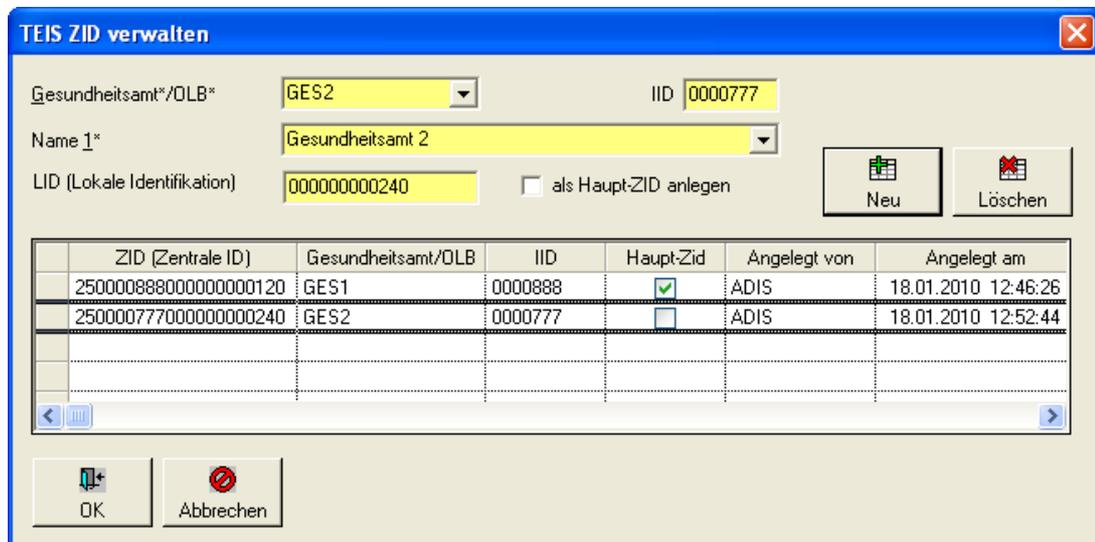 TEIS ZID verwalten
Gesundheitsamt*/OLB* GES2 IID 0000777
Name 1* Gesundheitsamt 2
LID (Lokale Identifikation) 000000000240 als Haupt-ZID anlegen
Neu Löschen
ZID (Zentrale ID) Gesundheitsamt/OLB IID Haupt-Zid Angelegt von Angelegt am
250000888000000000120 GES1 0000888 ADIS 18.01.2010 12:46:26
250000777000000000240 GES2 0000777 ADIS 18.01.2010 12:52:44
OK Abbrechen